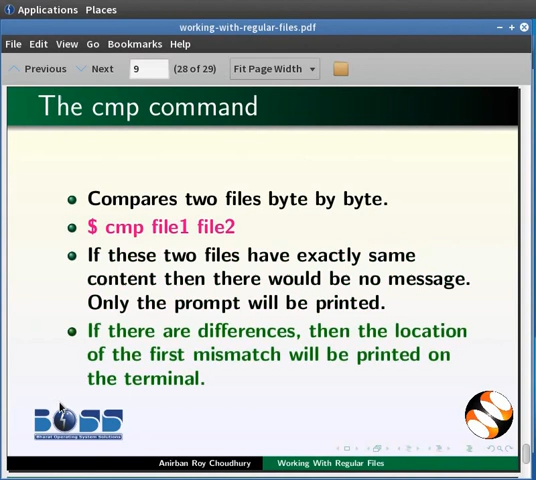 Applications Places
working-with-regular-files.pdf
File Edit View Go Bookmarks Help
Previous Next 9 (28 of 29) Fit Page Width
The cmp command
Compares two files byte by byte.
$ cmp file1 file2
If these two files have exactly same
content then there would be no message.
Only the prompt will be printed.
If there are differences, then the location
of the first mismatch will be printed on
the terminal.
BOSS
Bharat Operating System Solutions
Anirban Roy Choudhury Working With Regular Files